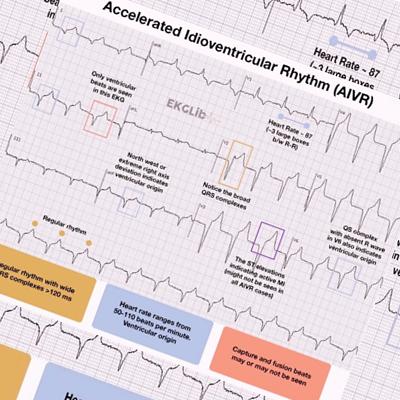 Bea
in
Heart Rate ~ 87
(~3 large boxes
Accelerated Idioventricular Rhythm (AIVR)
Only ventricular
beats are seen
in this EKG
EKGLib
Heart Rate ~ 87
(~3 large boxes
b/w R-R)
North west or
extreme right axis
deviation indicates
ventricular origin
Notice the broad
QRS complexes
QS complex
with absent R wave
in V6 also indicates
ventricular origin
The ST elevations
indicating active MI
(might not be seen in
all AIVR cases)
Regular rhythm
egular rhythm with wide
RS complexes >120 ms
Heart rate ranges from
50-110 beats per minute.
Ventricular origin
Capture and fusion beats
may or may not be seen